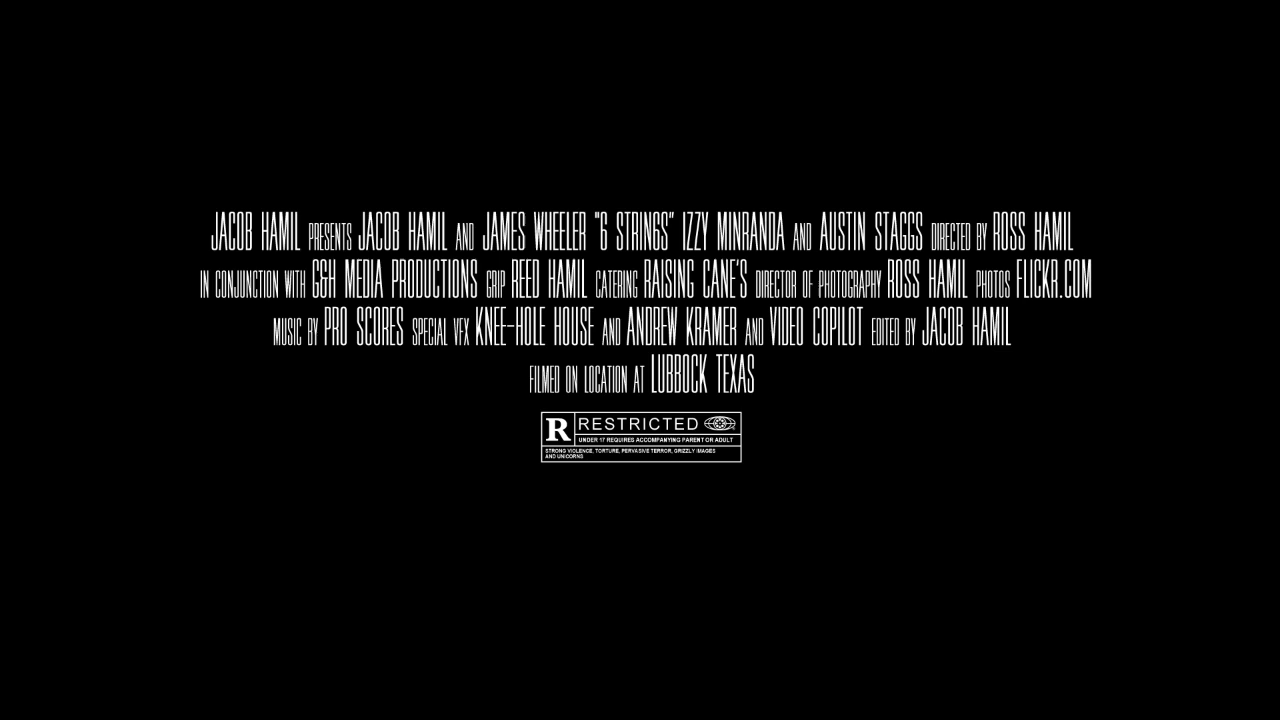 JACOB HAMIL PRESENTS JACOB HAMIL AND JAMES WHEELER "6 STRINGS" IZZY MINRANDA AND AUSTIN STAGGS DIRECTED BY ROSS HAMIL
IN CONJUNCTION WITH G&H MEDIA PRODUCTIONS GRIP REED HAMIL CATERING RAISING CANE'S DIRECTOR OF PHOTOGRAPHY ROSS HAMIL PHOTOS FLICKR.COM
MUSIC BY PRO SCORES SPECIAL VFX KNEE-HOLE HOUSE AND ANDREW KRAMER AND VIDEO COPILOT EDITED BY JACOB HAMIL
FILMED ON LOCATION AT LUBBOCK TEXAS
R RESTRICTED
UNDER 17 REQUIRES ACCOMPANYING PARENT OR ADULT
STRONG VIOLENCE, TORTURE, PERVASIVE TERROR, GRIZZLY IMAGES
AND UNICORNS